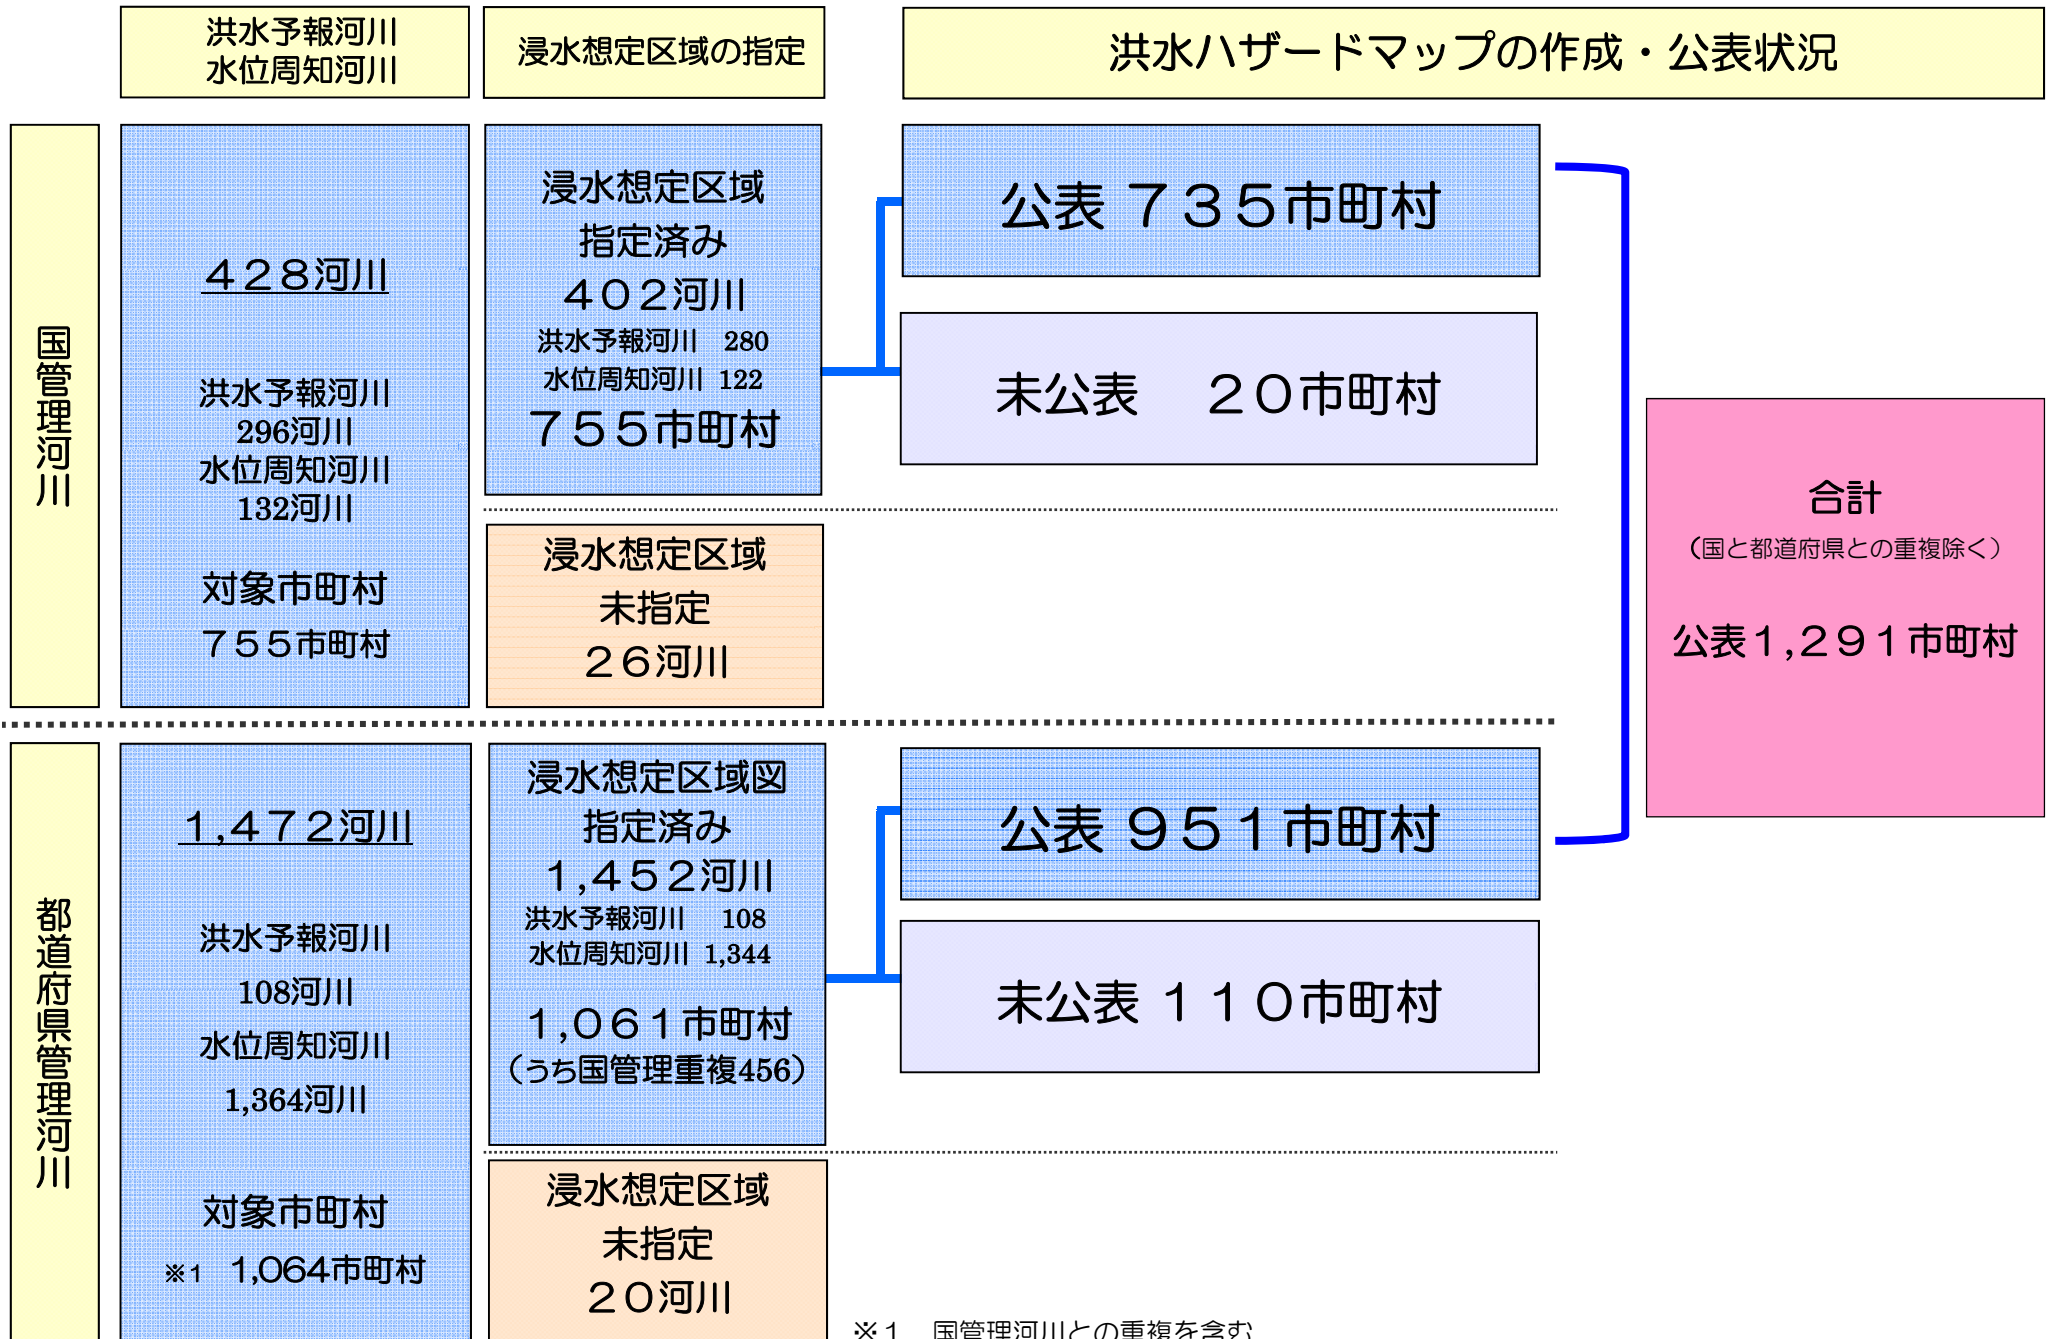 洪水予報河川
水位周知河川
浸水想定区域の指定
洪水ハザードマップの作成・公表状況
国管理河川
４２８河川
洪水予報河川
296河川
水位周知河川
132河川
対象市町村
７５５市町村
浸水想定区域
指定済み
４０２河川
洪水予報河川 280
水位周知河川 122
７５５市町村
公表 ７３５市町村
未公表 ２０市町村
浸水想定区域
未指定
２６河川
合計
（国と都道府県との重複除く）
公表１,２９１市町村
都道府県管理河川
１,４７２河川
洪水予報河川
108河川
水位周知河川
1,364河川
対象市町村
※１ １,０６４市町村
浸水想定区域図
指定済み
１,４５２河川
洪水予報河川 108
水位周知河川 1,344
１,０６１市町村
（うち国管理重複456）
公表 ９５１市町村
未公表 １１０市町村
浸水想定区域
未指定
２０河川
※１ 国管理河川との重複を含む